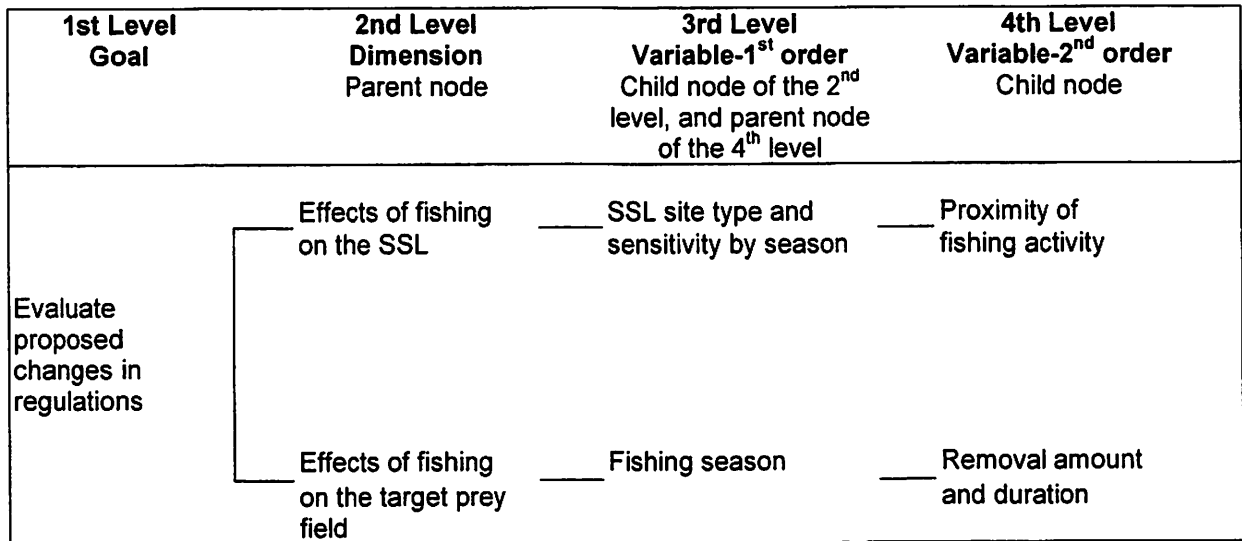 1st Level
Goal
2nd Level
Dimension
Parent node
3rd Level
Variable-1st order
Child node of the 2nd
level, and parent node
of the 4th level
4th Level
Variable-2nd order
Child node
Evaluate
proposed
changes in
regulations
Effects of fishing
on the SSL
SSL site type and
sensitivity by season
Proximity of
fishing activity
Effects of fishing
on the target prey
field
Fishing season
Removal amount
and duration